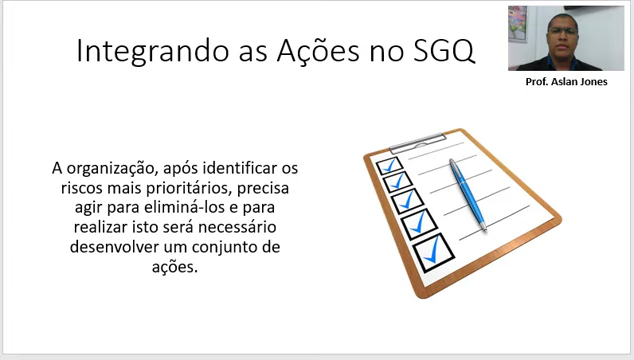 Integrando as Ações no SGQ
Prof. Aslan Jones
A organização, após identificar os
riscos mais prioritários, precisa
agir para eliminá-los e para
realizar isto será necessário
desenvolver um conjunto de
ações.